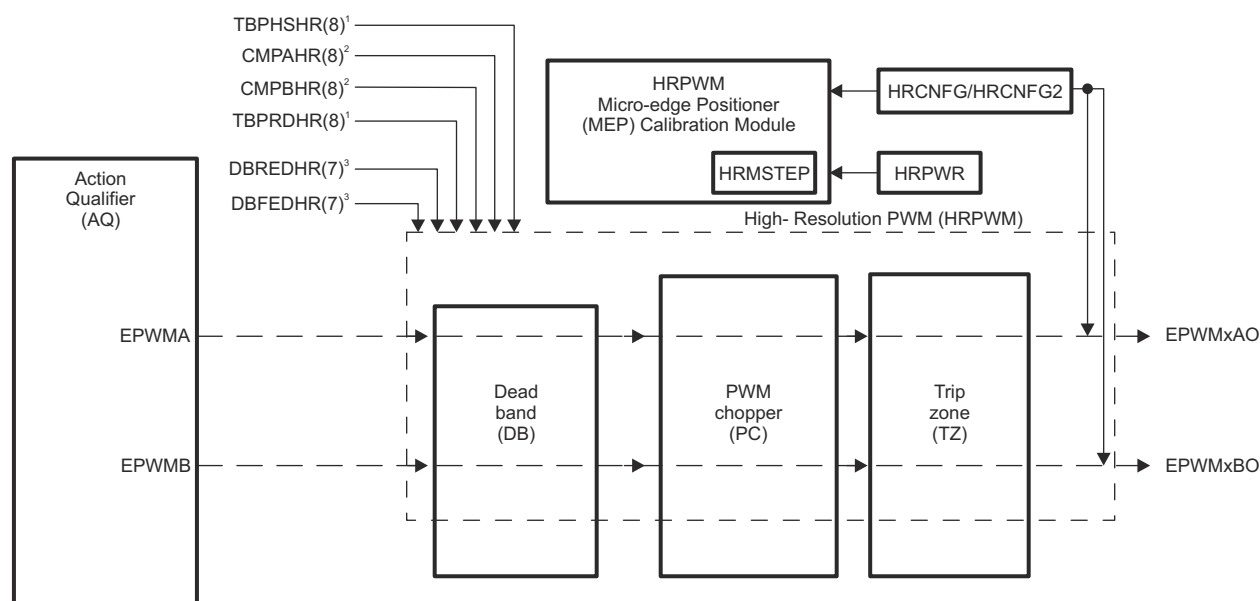 TBPHSHR(8)¹
CMPAHR(8)²
CMPBHR(8)²
TBPRDHR(8)¹
DBREDHR(7)³
DBFEDHR(7)³
HRPWM
Micro-edge Positioner
(MEP) Calibration Module
HRMSTEP
HRCNFG/HRCNFG2
HRPWR
High- Resolution PWM (HRPWM)
Action
Qualifier
(AQ)
EPWMA
EPWMB
Dead
band
(DB)
PWM
chopper
(PC)
Trip
zone
(TZ)
EPWMxAO
EPWMxBO